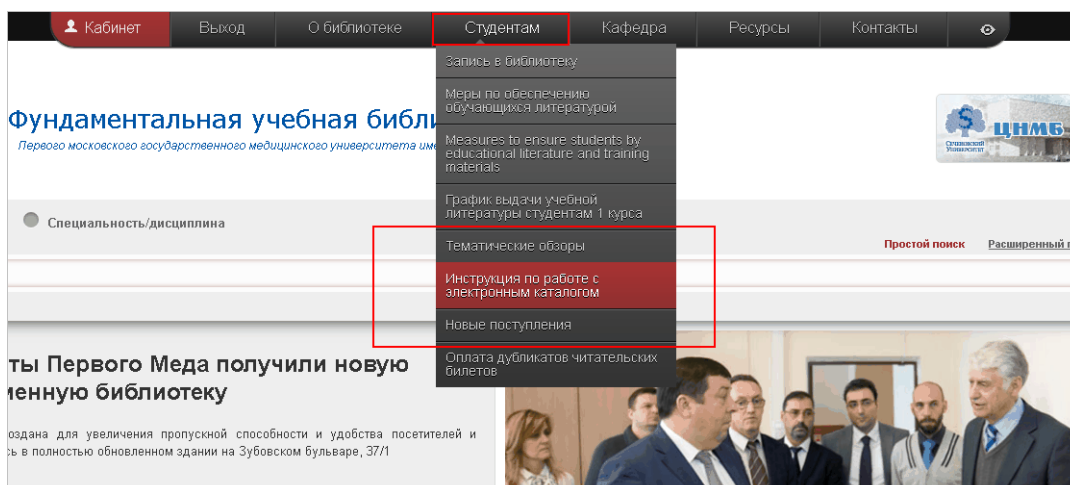 Кабинет
Выход
О библиотеке
Студентам
Кафедра
Ресурсы
Контакты
Запись в библиотеку
Меры по обеспечению
обучающихся литературой
Measures to ensure students by
educational literature and training
materials
График выдачи учебной
литературы студентам 1 курса
Тематические обзоры
Инструкция по работе с
электронным каталогом
Новые поступления
Оплата дубликатов читательских
билетов
Фундаментальная учебная библи
Первого московского государственного медицинского университета име
ЦНМБ
Сеченовский
Университет
Специальность/дисциплина
Простой поиск
Расширенный п
ты Первого Меда получили новую
менную библиотеку
оздана для увеличения пропускной способности и удобства посетителей и
сь в полностью обновленном здании на Зубовском бульваре, 37/1